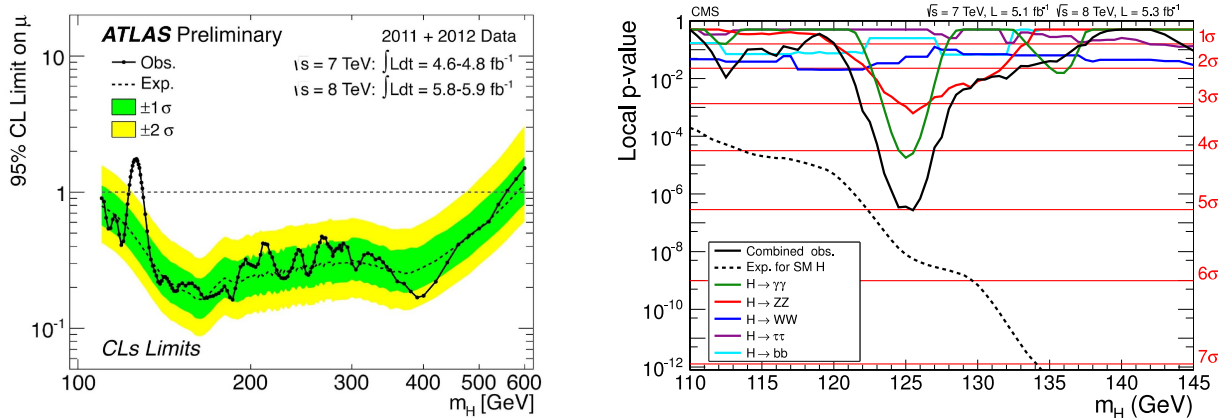 ATLAS Preliminary
2011 + 2012 Data
Obs.
√s = 7 TeV: ∫Ldt = 4.6-4.8 fb⁻¹
Exp.
√s = 8 TeV: ∫Ldt = 5.8-5.9 fb⁻¹
±1 σ
±2 σ
95% CL Limit on μ
10
1
10⁻¹
CLs Limits
100
200
300
400
500
600
m_H [GeV]
CMS
√s = 7 TeV, L = 5.1 fb⁻¹ √s = 8 TeV, L = 5.3 fb⁻¹
Local p-value
1
10⁻²
10⁻⁴
10⁻⁶
10⁻⁸
10⁻¹⁰
10⁻¹²
1σ
2σ
3σ
4σ
5σ
6σ
7σ
Combined obs.
Exp. for SM H
H → γγ
H → ZZ
H → WW
H → ττ
H → bb
110
115
120
125
130
135
140
145
m_H (GeV)